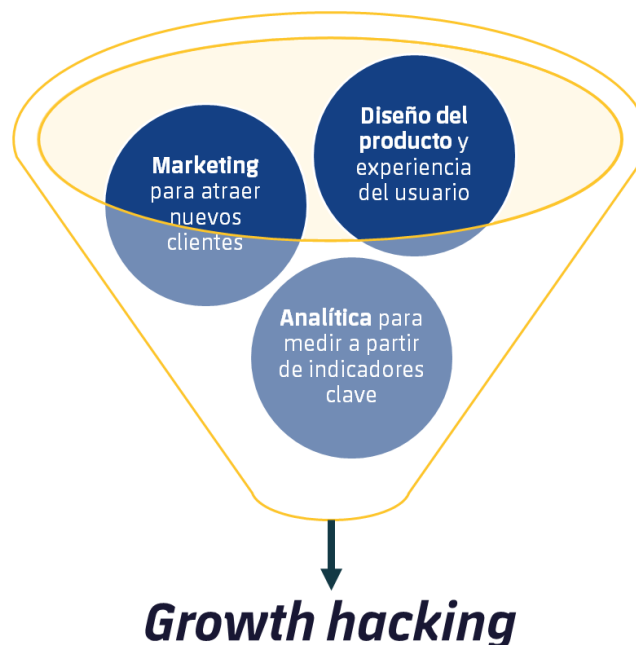 Marketing
para atraer
nuevos
clientes
Diseño del
producto y
experiencia
del usuario
Analítica para
medir a partir
de indicadores
clave
Growth hacking